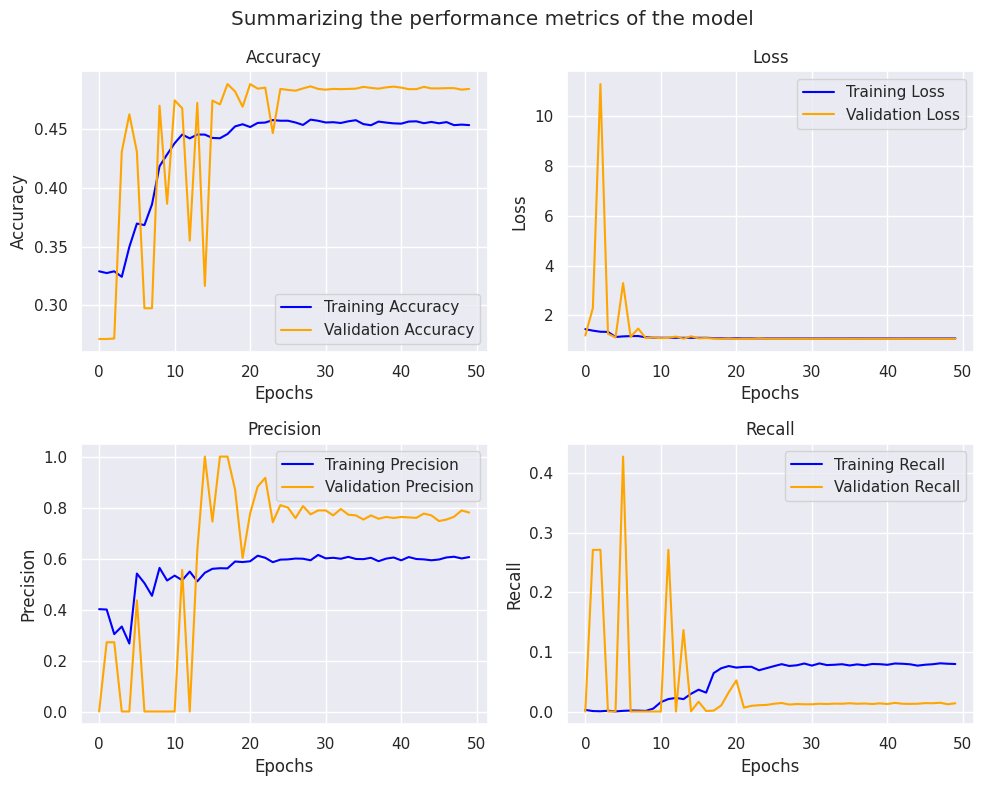 Summarizing the performance metrics of the model
Accuracy
Accuracy
0.45
0.40
0.35
0.30
Training Accuracy
Validation Accuracy
0 10 20 30 40 50
Epochs
Loss
Loss
10
8
6
4
2
Training Loss
Validation Loss
0 10 20 30 40 50
Epochs
Precision
Precision
1.0
0.8
0.6
0.4
0.2
0.0
Training Precision
Validation Precision
0 10 20 30 40 50
Epochs
Recall
Recall
0.4
0.3
0.2
0.1
0.0
Training Recall
Validation Recall
0 10 20 30 40 50
Epochs